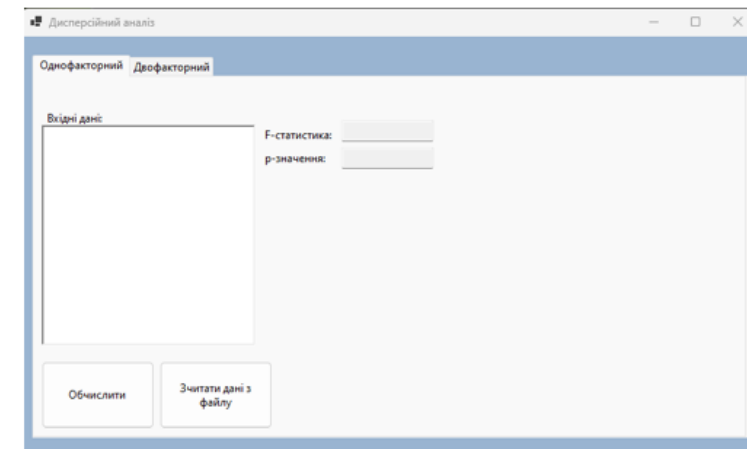 Дисперсійний аналіз
Однофакторний Двофакторний
Вхідні дані:
F-статистика:
p-значення:
Обчислити
Зчитати дані з
файлу